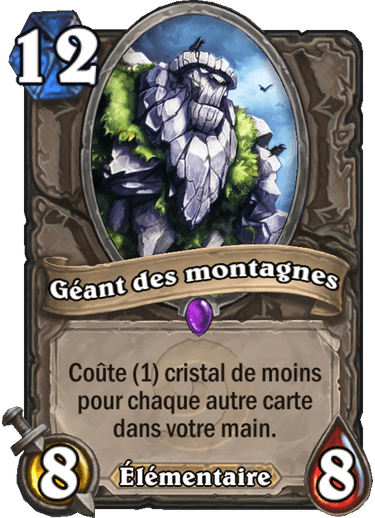 12
Géant des montagnes
Coûte (1) cristal de moins
pour chaque autre carte
dans votre main.
8
Élémentaire
8